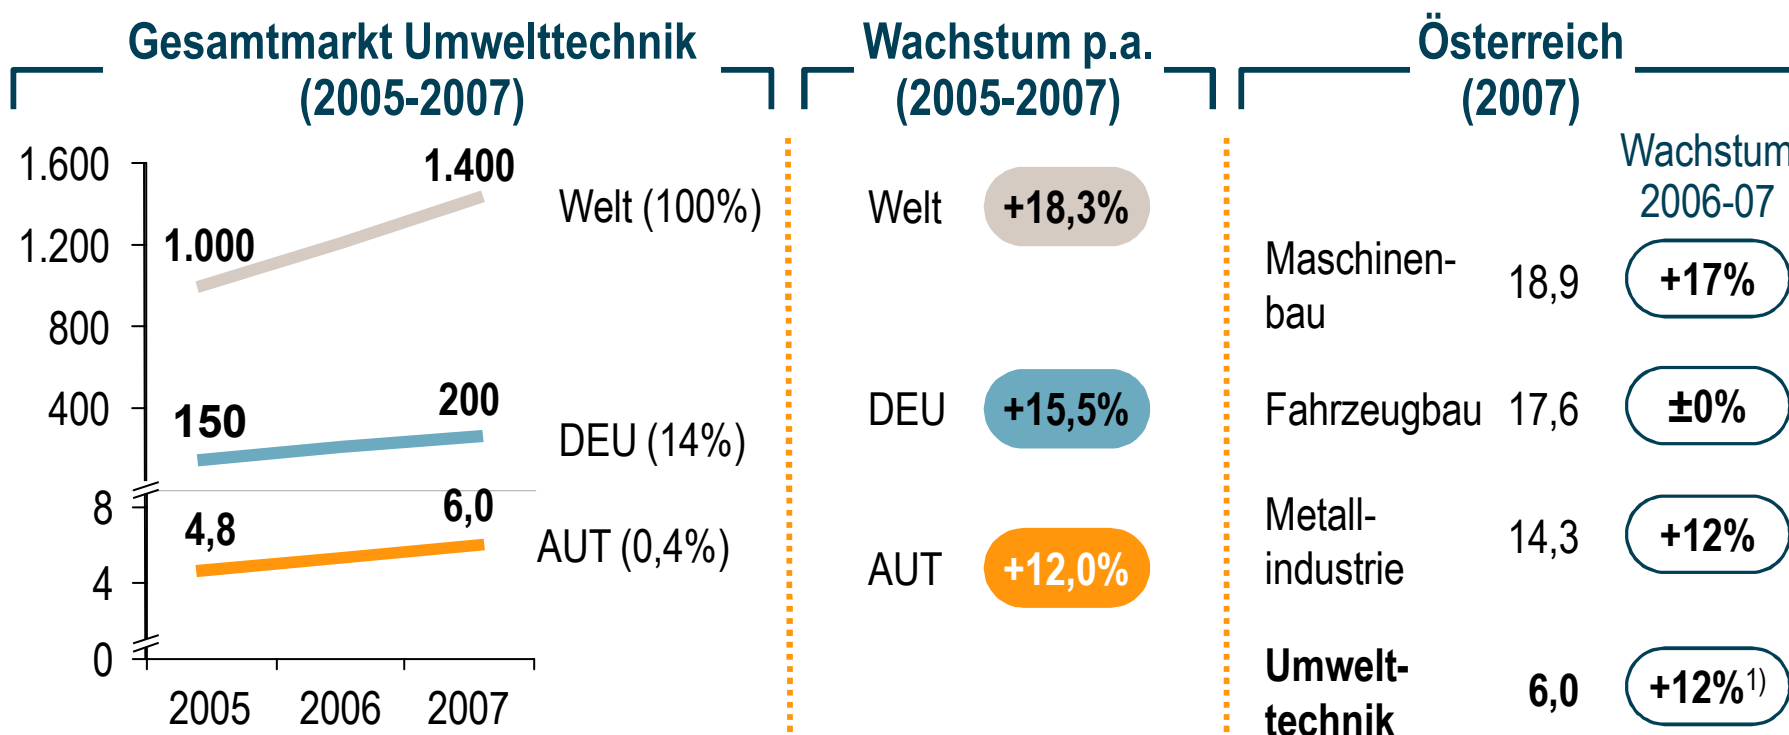 Gesamtmarkt Umwelttechnik
(2005-2007)
1.600
1.200
800
400
8
4
0
1.000
1.400
150
200
4,8
6,0
Welt (100%)
DEU (14%)
AUT (0,4%)
2005 2006 2007
Wachstum p.a.
(2005-2007)
Welt +18,3%
DEU +15,5%
AUT +12,0%
Österreich
(2007)
Wachstum
2006-07
Maschinen-
bau
18,9 +17%
Fahrzeugbau 17,6 ±0%
Metall-
industrie
14,3 +12%
Umwelt-
technik
6,0 +12%1)